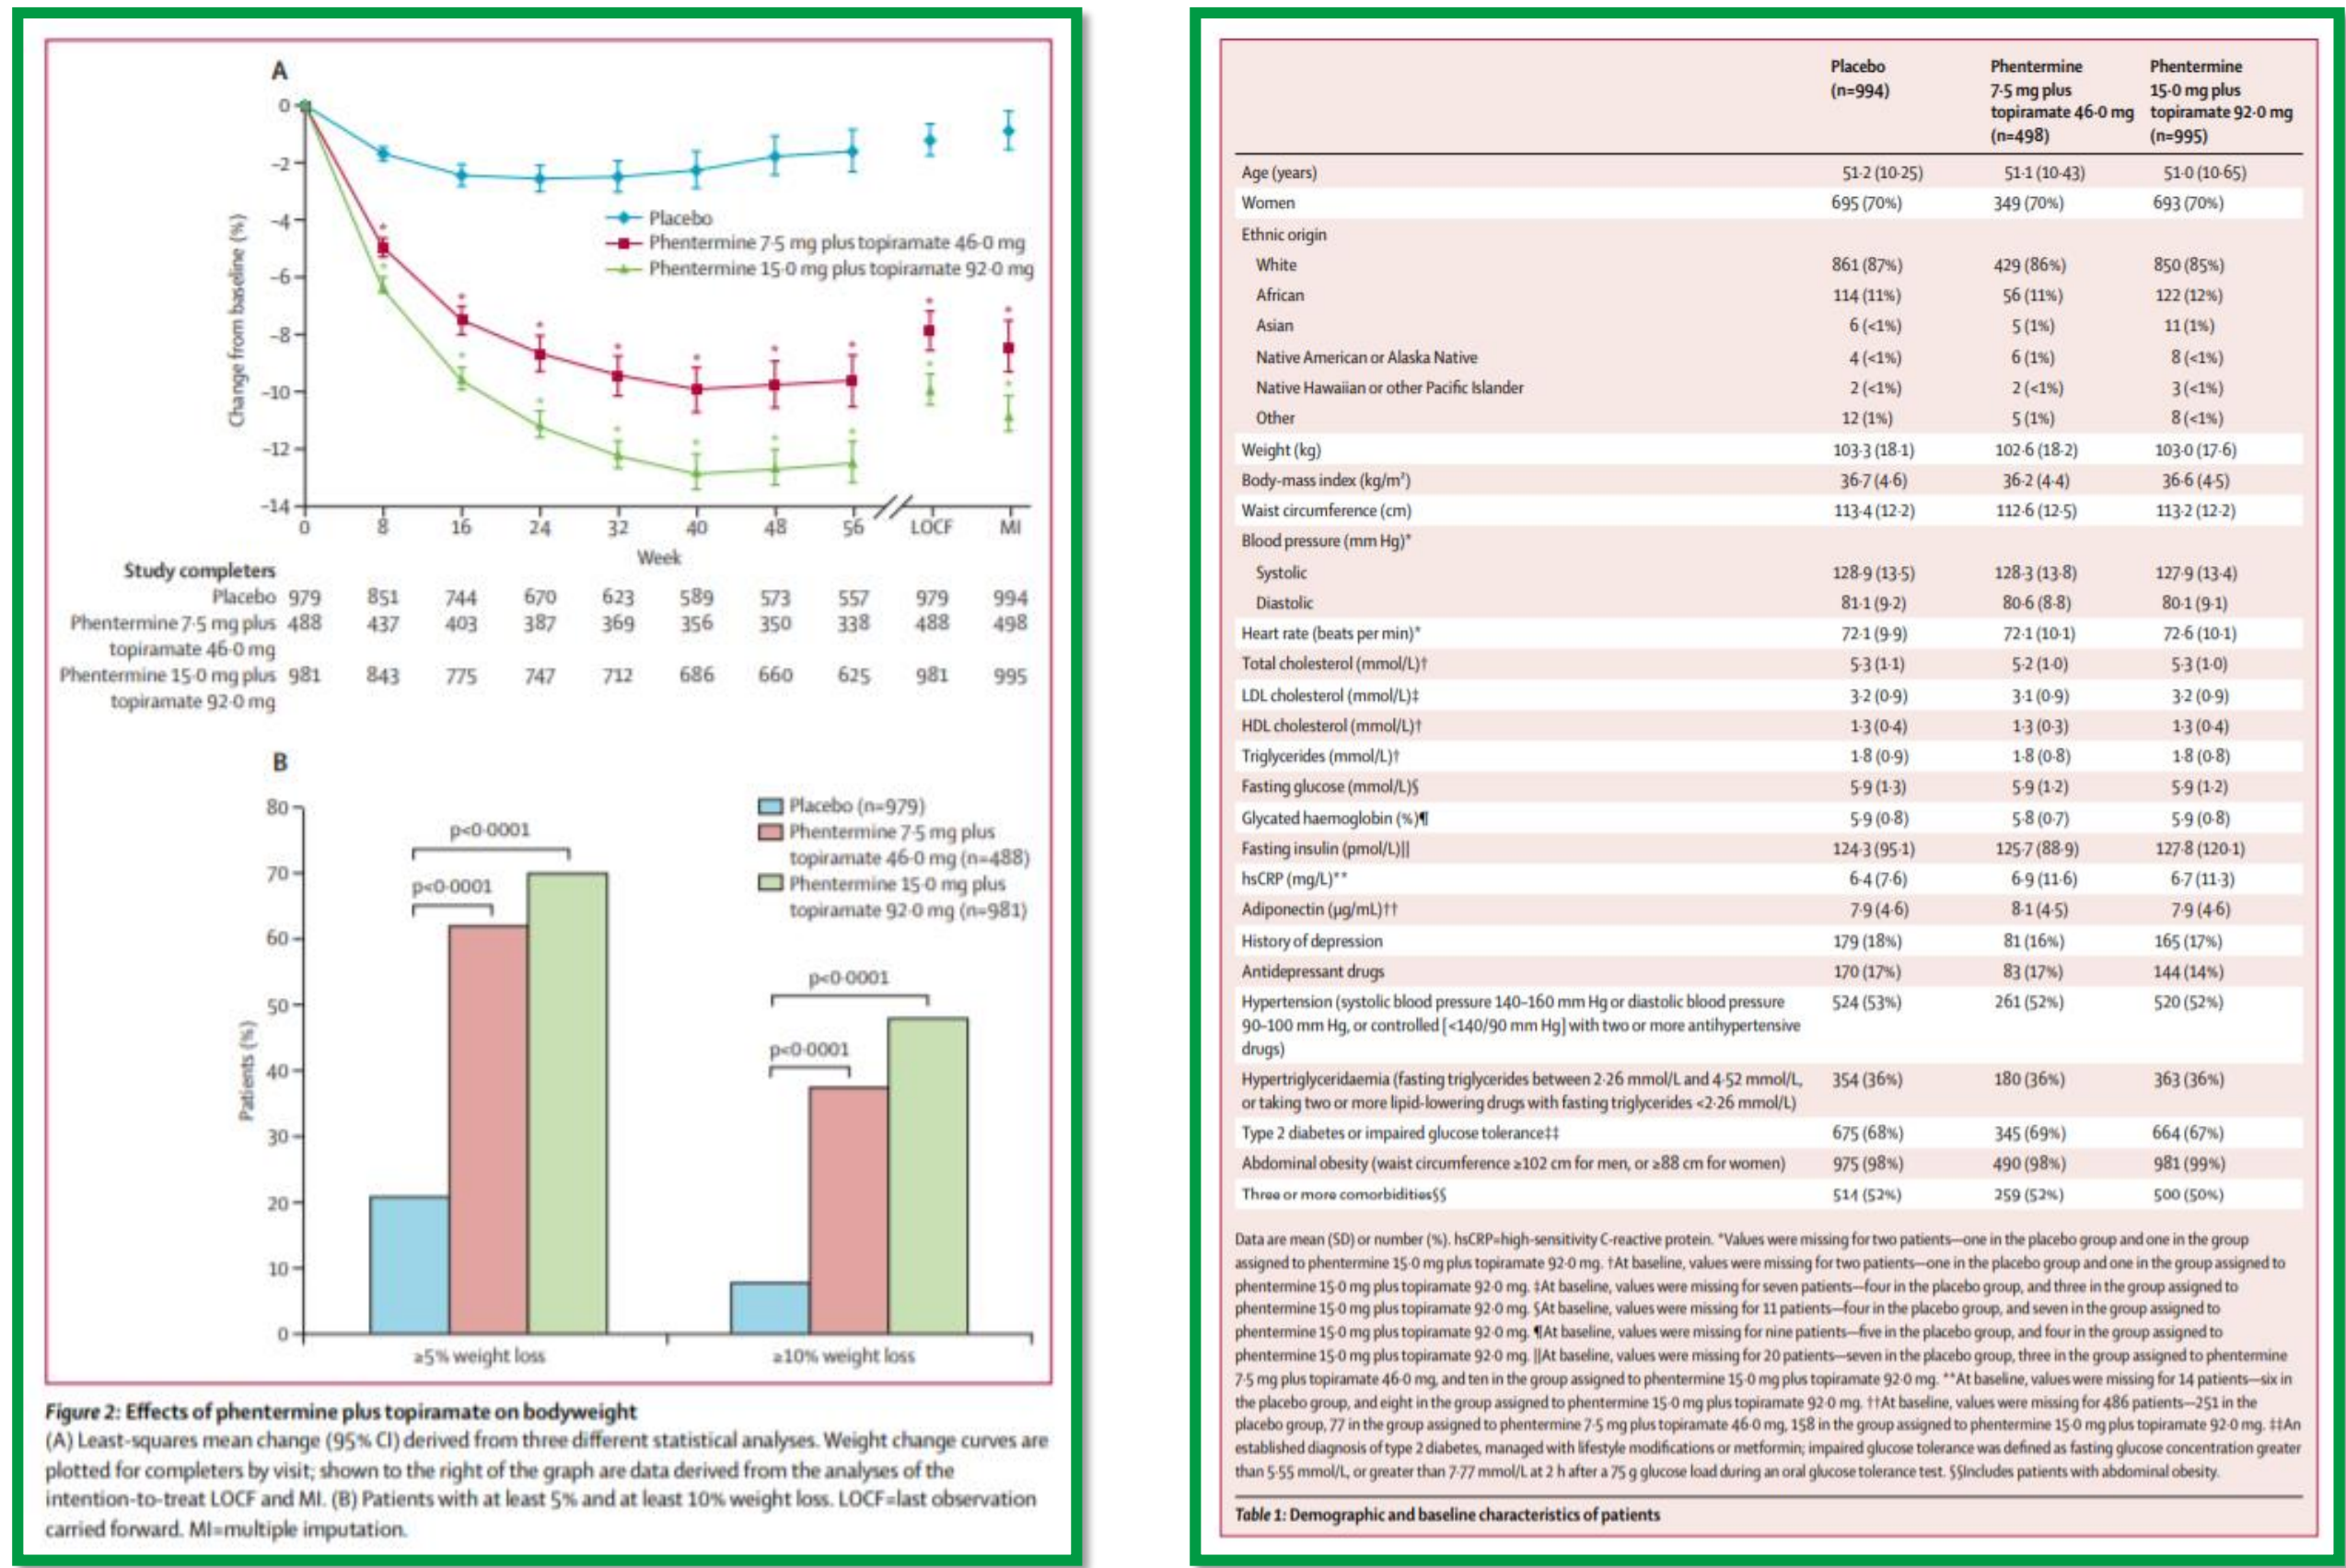 A
0
−2
−4
−6
−8
−10
−12
−14
Change from baseline (%)
Placebo
Phentermine 7·5 mg plus topiramate 46·0 mg
Phentermine 15·0 mg plus topiramate 92·0 mg
0 8 16 24 32 40 48 56 LOCF MI
Week
Study completers
Placebo 979 851 744 670 623 589 573 557 979 994
Phentermine 7·5 mg plus 488 437 403 387 369 356 350 338 488 498
topiramate 46·0 mg
Phentermine 15·0 mg plus 981 843 775 747 712 686 660 625 981 995
topiramate 92·0 mg
B
80
70
60
50
40
30
20
10
0
Patients (%)
Placebo (n=979)
Phentermine 7·5 mg plus
topiramate 46·0 mg (n=488)
Phentermine 15·0 mg plus
topiramate 92·0 mg (n=981)
p<0·0001
p<0·0001
p<0·0001
p<0·0001
≥5% weight loss
≥10% weight loss
Figure 2: Effects of phentermine plus topiramate on bodyweight
(A) Least-squares mean change (95% CI) derived from three different statistical analyses. Weight change curves are
plotted for completers by visit; shown to the right of the graph are data derived from the analyses of the
intention-to-treat LOCF and MI. (B) Patients with at least 5% and at least 10% weight loss. LOCF=last observation
carried forward. MI=multiple imputation.
Placebo (n=994)
Phentermine 7·5 mg plus topiramate 46·0 mg (n=498)
Phentermine 15·0 mg plus topiramate 92·0 mg (n=995)
Age (years) 51·2 (10·25) 51·1 (10·43) 51·0 (10·65)
Women 695 (70%) 349 (70%) 693 (70%)
Ethnic origin
White 861 (87%) 429 (86%) 850 (85%)
African 114 (11%) 56 (11%) 122 (12%)
Asian 6 (<1%) 5 (1%) 11 (1%)
Native American or Alaska Native 4 (<1%) 6 (1%) 8 (<1%)
Native Hawaiian or other Pacific Islander 2 (<1%) 2 (<1%) 3 (<1%)
Other 12 (1%) 5 (1%) 8 (<1%)
Weight (kg) 103·3 (18·1) 102·6 (18·2) 103·0 (17·6)
Body-mass index (kg/m²) 36·7 (4·6) 36·2 (4·4) 36·6 (4·5)
Waist circumference (cm) 113·4 (12·2) 112·6 (12·5) 113·2 (12·2)
Blood pressure (mm Hg)*
Systolic 128·9 (13·5) 128·3 (13·8) 127·9 (13·4)
Diastolic 81·1 (9·2) 80·6 (8·8) 80·1 (9·1)
Heart rate (beats per min)* 72·1 (9·9) 72·1 (10·1) 72·6 (10·1)
Total cholesterol (mmol/L)† 5·3 (1·1) 5·2 (1·0) 5·3 (1·0)
LDL cholesterol (mmol/L)‡ 3·2 (0·9) 3·1 (0·9) 3·2 (0·9)
HDL cholesterol (mmol/L)† 1·3 (0·4) 1·3 (0·3) 1·3 (0·4)
Triglycerides (mmol/L)† 1·8 (0·9) 1·8 (0·8) 1·8 (0·8)
Fasting glucose (mmol/L)§ 5·9 (1·3) 5·9 (1·2) 5·9 (1·2)
Glycated haemoglobin (%)¶ 5·9 (0·8) 5·8 (0·7) 5·9 (0·8)
Fasting insulin (pmol/L)|| 124·3 (95·1) 125·7 (88·9) 127·8 (120·1)
hsCRP (mg/L)** 6·4 (7·6) 6·9 (11·6) 6·7 (11·3)
Adiponectin (µg/mL)†† 7·9 (4·6) 8·1 (4·5) 7·9 (4·6)
History of depression 179 (18%) 81 (16%) 165 (17%)
Antidepressant drugs 170 (17%) 83 (17%) 144 (14%)
Hypertension (systolic blood pressure 140–160 mm Hg or diastolic blood pressure 524 (53%) 261 (52%) 520 (52%)
90–100 mm Hg, or controlled [<140/90 mm Hg] with two or more antihypertensive
drugs)
Hypertriglyceridaemia (fasting triglycerides between 2·26 mmol/L and 4·52 mmol/L, 354 (36%) 180 (36%) 363 (36%)
or taking two or more lipid-lowering drugs with fasting triglycerides <2·26 mmol/L)
Type 2 diabetes or impaired glucose tolerance‡‡ 675 (68%) 345 (69%) 664 (67%)
Abdominal obesity (waist circumference ≥102 cm for men, or ≥88 cm for women) 975 (98%) 490 (98%) 981 (99%)
Three or more comorbidities§§ 514 (52%) 259 (52%) 500 (50%)
Data are mean (SD) or number (%). hsCRP=high-sensitivity C-reactive protein. *Values were missing for two patients—one in the placebo group and one in the group
assigned to phentermine 15·0 mg plus topiramate 92·0 mg. †At baseline, values were missing for two patients—one in the placebo group and one in the group assigned to
phentermine 15·0 mg plus topiramate 92·0 mg. ‡At baseline, values were missing for seven patients—four in the placebo group, and three in the group assigned to
phentermine 15·0 mg plus topiramate 92·0 mg. §At baseline, values were missing for 11 patients—four in the placebo group, and seven in the group assigned to
phentermine 15·0 mg plus topiramate 92·0 mg. ¶At baseline, values were missing for nine patients—five in the placebo group, and four in the group assigned to
phentermine 15·0 mg plus topiramate 92·0 mg. ||At baseline, values were missing for 20 patients—seven in the placebo group, three in the group assigned to phentermine
7·5 mg plus topiramate 46·0 mg, and ten in the group assigned to phentermine 15·0 mg plus topiramate 92·0 mg. **At baseline, values were missing for 14 patients—six in
the placebo group, and eight in the group assigned to phentermine 15·0 mg plus topiramate 92·0 mg. ††At baseline, values were missing for 486 patients—251 in the
placebo group, 77 in the group assigned to phentermine 7·5 mg plus topiramate 46·0 mg, 158 in the group assigned to phentermine 15·0 mg plus topiramate 92·0 mg. ‡‡An
established diagnosis of type 2 diabetes, managed with lifestyle modifications or metformin; impaired glucose tolerance was defined as fasting glucose concentration greater
than 5·55 mmol/L, or greater than 7·77 mmol/L at 2 h after a 75 g glucose load during an oral glucose tolerance test. §§Includes patients with abdominal obesity.
Table 1: Demographic and baseline characteristics of patients